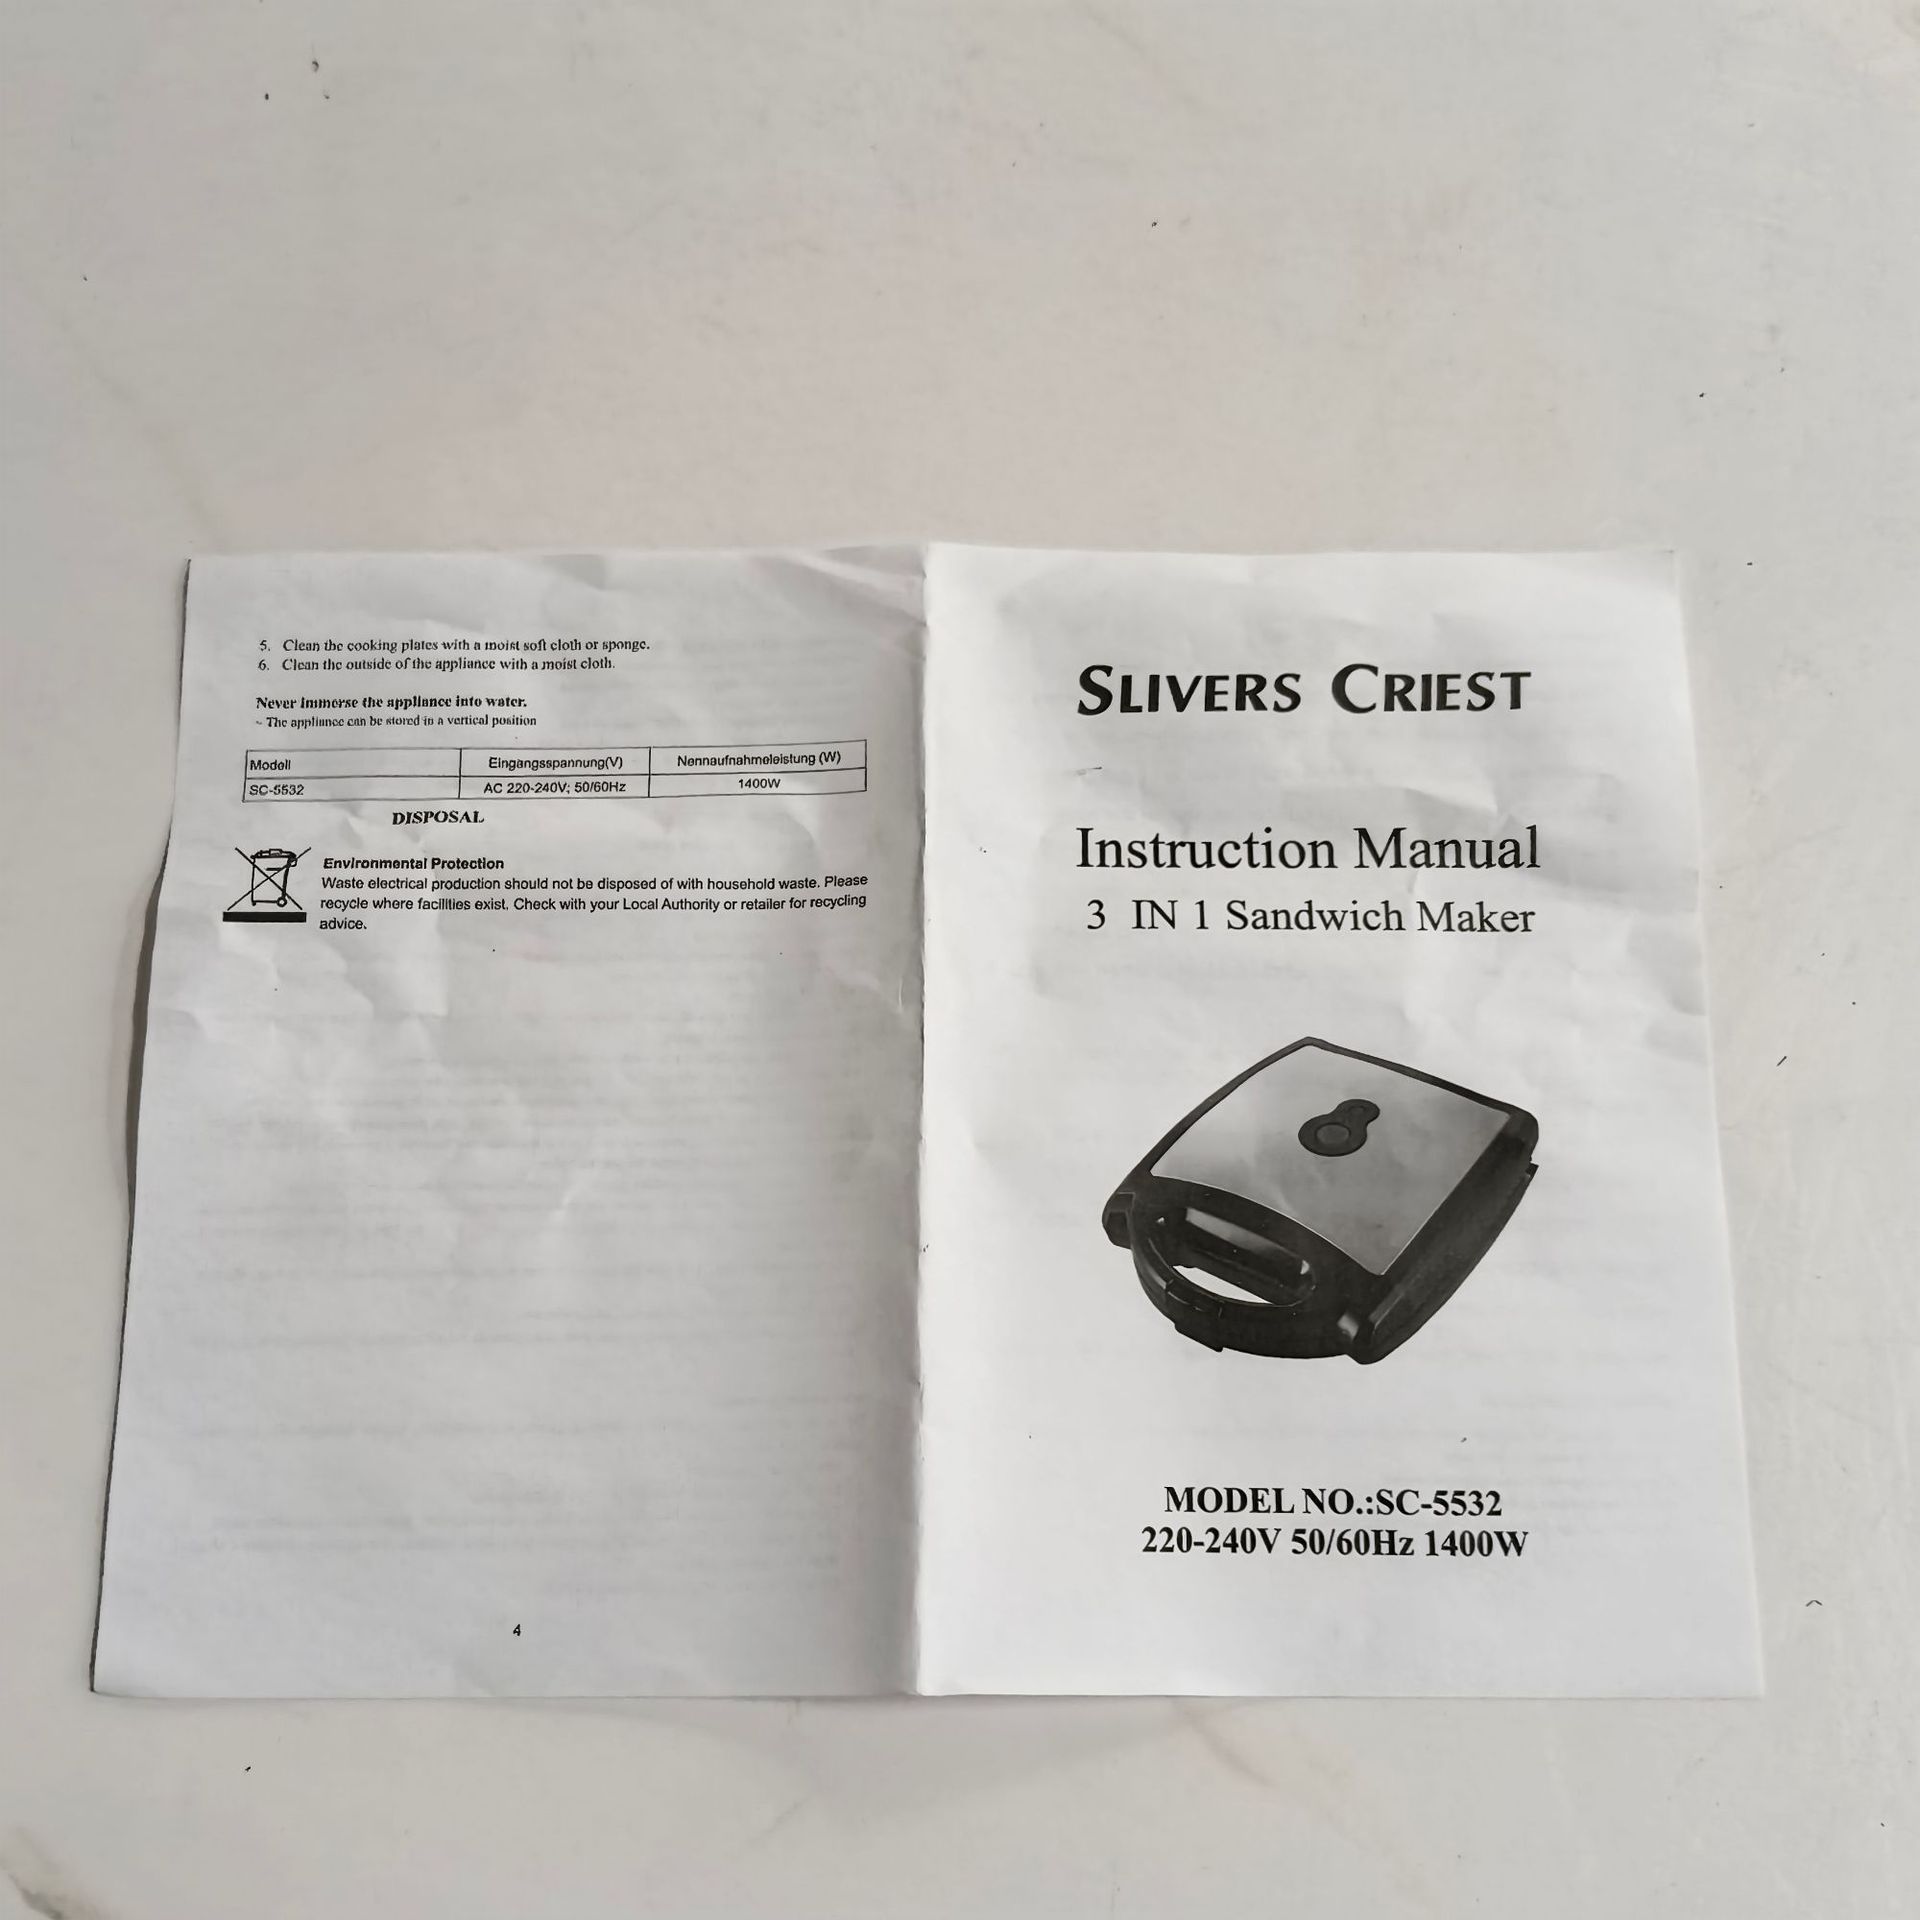 5. Clean the cooking plates with a moist soft cloth or sponge.
6. Clean the outside of the appliance with a moist cloth.
Never immerse the appliance into water.
~ The appliance can be stored in a vertical position
Modell Eingangsspannung(V) Nennaufnahmeleistung (W)
SC-5532 AC 220-240V; 50/60Hz 1400W
DISPOSAL
Environmental Protection
Waste electrical production should not be disposed of with household waste. Please
recycle where facilities exist. Check with your Local Authority or retailer for recycling
advice.
4
SLIVERS CRIEST
Instruction Manual
3 IN 1 Sandwich Maker
MODEL NO.:SC-5532
220-240V 50/60Hz 1400W